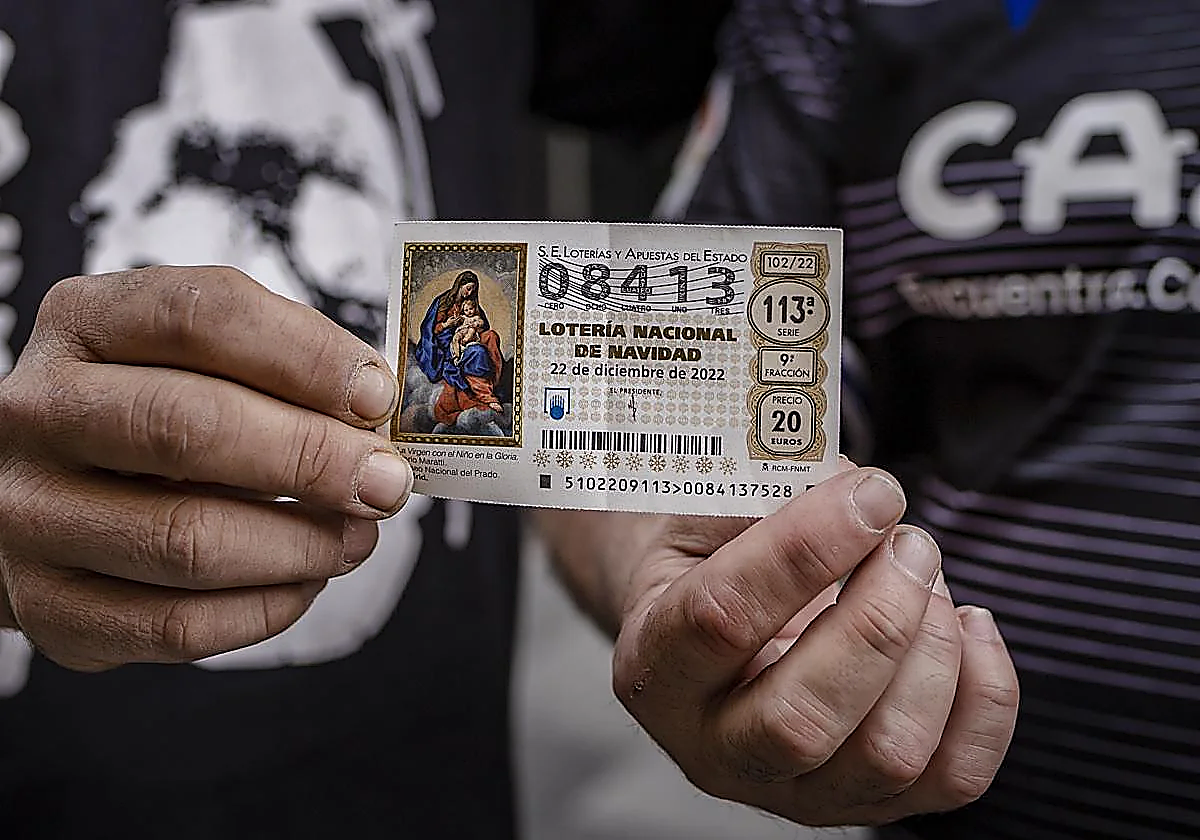 S.E. LOTERÍAS Y APUESTAS DEL ESTADO
08413
CERO OCHO CUATRO UNO TRES
LOTERÍA NACIONAL
DE NAVIDAD
22 de diciembre de 2022
EL PRESIDENTE,
102/22
113ª
SERIE
9ª
FRACCIÓN
PRECIO
20
EUROS
RCM-FNMT
La Virgen con el Niño en la Gloria.
Maratti.
Nacional del Prado.
5102209113>0084137528
CA
Encuentra.